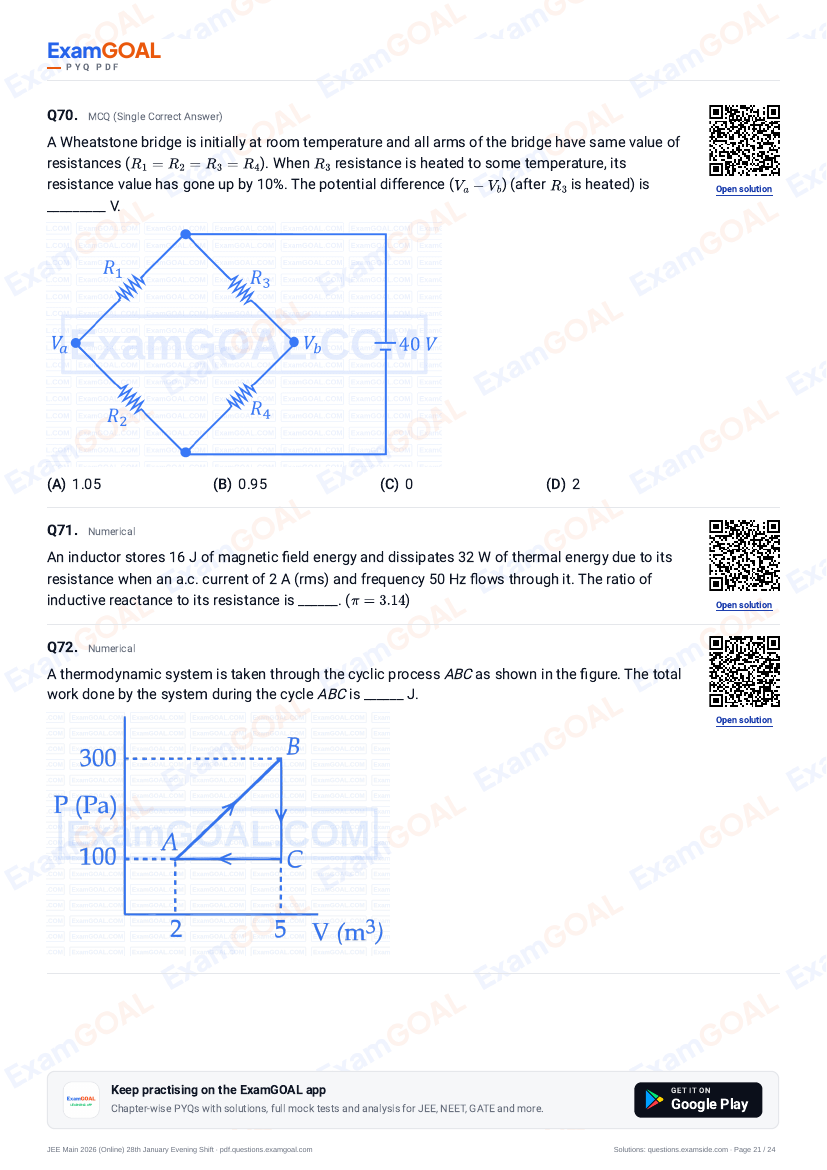 ExamGOAL
PYQ PDF
Q70. MCQ (Single Correct Answer)
A Wheatstone bridge is initially at room temperature and all arms of the bridge have same value of
resistances (R₁ = R₂ = R₃ = R₄). When R₃ resistance is heated to some temperature, its
resistance value has gone up by 10%. The potential difference (Vₐ − V_b) (after R₃ is heated) is
_________ V.
Open solution
R₁
R₃
Vₐ
V_b
40 V
R₂
R₄
ExamGOAL.COM
(A) 1.05 (B) 0.95 (C) 0 (D) 2
Q71. Numerical
An inductor stores 16 J of magnetic field energy and dissipates 32 W of thermal energy due to its
resistance when an a.c. current of 2 A (rms) and frequency 50 Hz flows through it. The ratio of
inductive reactance to its resistance is ______. (π = 3.14)
Open solution
Q72. Numerical
A thermodynamic system is taken through the cyclic process ABC as shown in the figure. The total
work done by the system during the cycle ABC is ______ J.
Open solution
B
300
P (Pa)
ExamGOAL.COM
A
100
C
2
5
V (m³)
Keep practising on the ExamGOAL app
Chapter-wise PYQs with solutions, full mock tests and analysis for JEE, NEET, GATE and more.
GET IT ON
Google Play
JEE Main 2026 (Online) 28th January Evening Shift · pdf.questions.examgoal.com
Solutions: questions.examside.com · Page 21 / 24